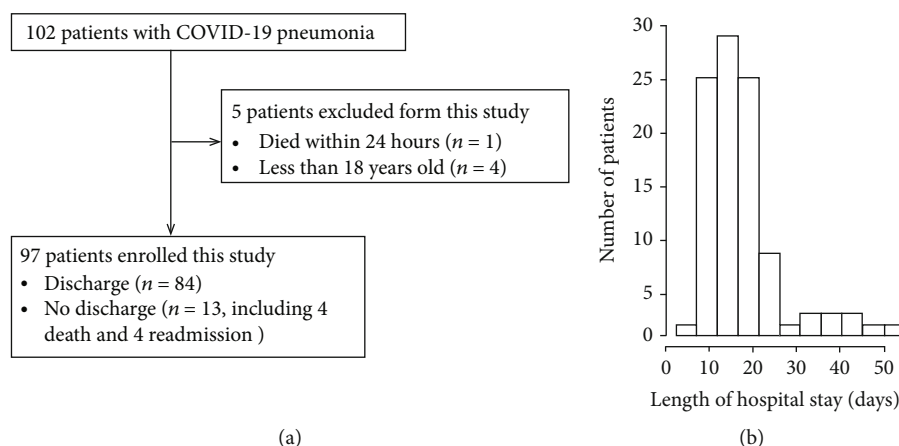 102 patients with COVID-19 pneumonia
5 patients excluded form this study
• Died within 24 hours (n = 1)
• Less than 18 years old (n = 4)
97 patients enrolled this study
• Discharge (n = 84)
• No discharge (n = 13, including 4
death and 4 readmission )
(a)
Number of patients
30
25
20
15
10
5
0
0 10 20 30 40 50
Length of hospital stay (days)
(b)